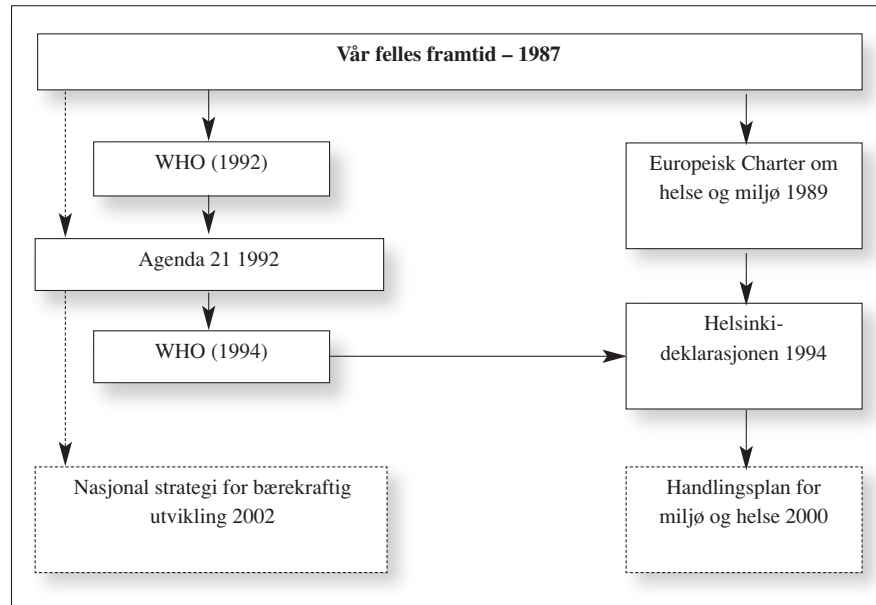 Vår felles framtid – 1987
WHO (1992)
Europeisk Charter om
helse og miljø 1989
Agenda 21 1992
WHO (1994)
Helsinki-
deklarasjonen 1994
Nasjonal strategi for bærekraftig
utvikling 2002
Handlingsplan for
miljø og helse 2000